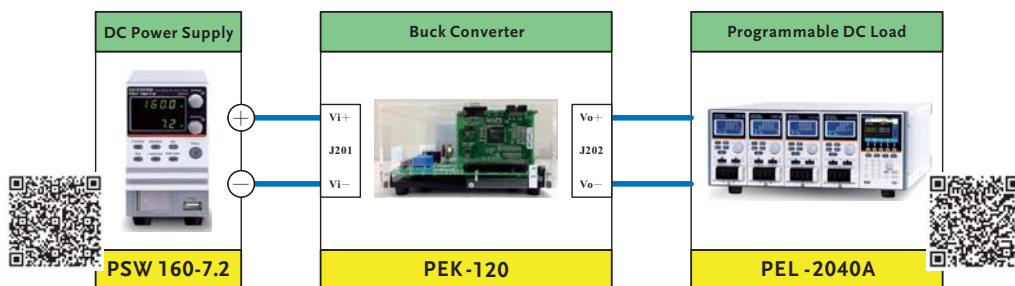 DC Power Supply
Buck Converter
Programmable DC Load
160.0
7.2
+
Vi+
J201
−
Vi−
Vo+
J202
Vo−
PSW 160-7.2
PEK-120
PEL-2040A